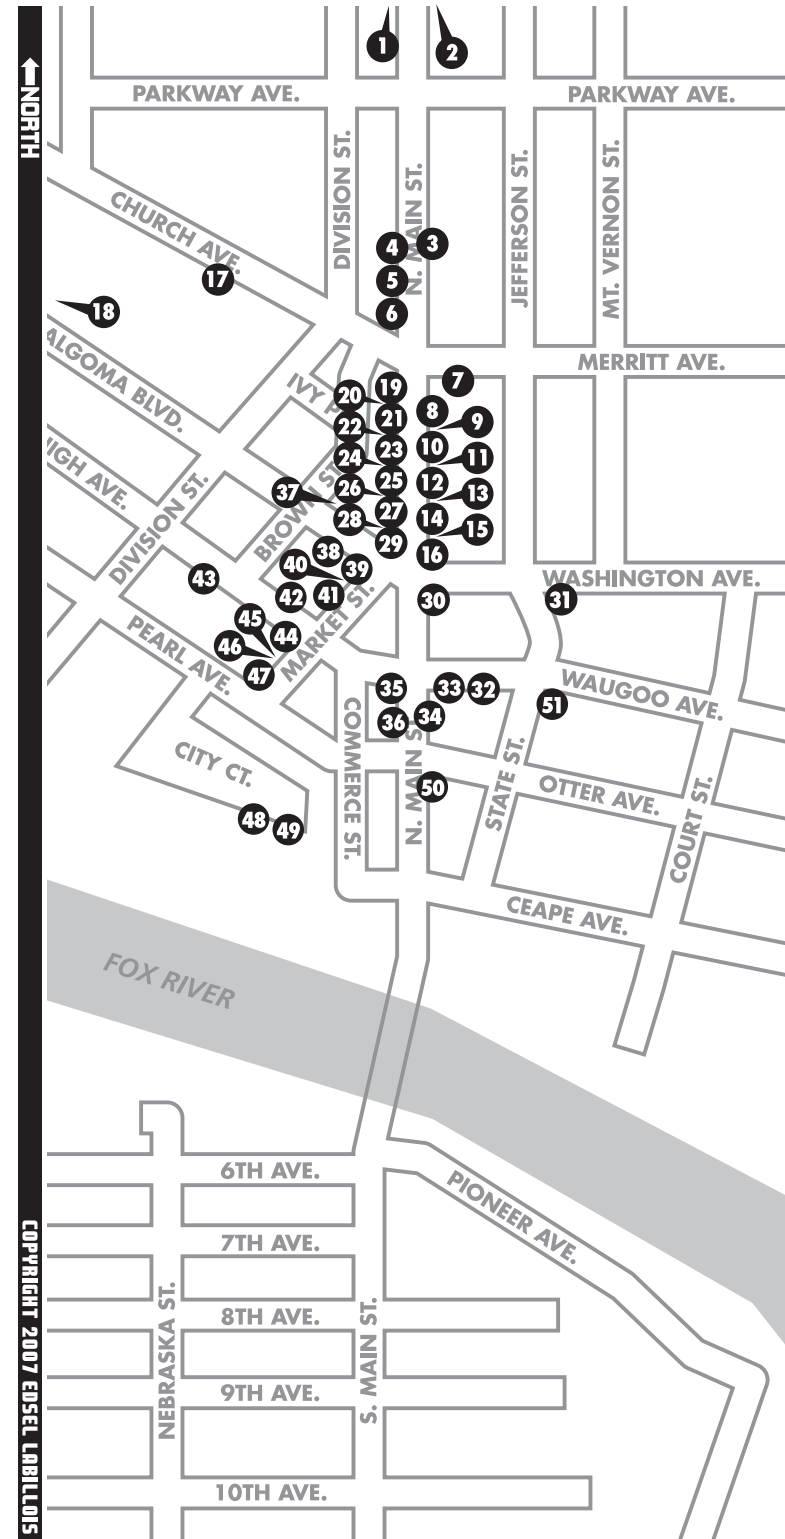 NORTH
1
2
PARKWAY AVE.
PARKWAY AVE.
DIVISION ST.
N. MAIN ST.
JEFFERSON ST.
MT. VERNON ST.
CHURCH AVE.
3
4
5
6
17
18
ALGOMA BLVD.
MERRITT AVE.
7
IVY P
19
20
8
21
9
22
10
23
24
11
25
26
12
37
13
27
28
14
15
29
16
HIGH AVE.
DIVISION ST.
BROWN ST.
38
40
39
43
42
41
MARKET ST.
WASHINGTON AVE.
30
31
45
44
46
47
PEARL AVE.
35
33
32
WAUGOO AVE.
36
34
51
COMMERCE ST.
N. MAIN S
STATE ST.
CITY CT.
50
OTTER AVE.
COURT ST.
48
49
CEAPE AVE.
FOX RIVER
6TH AVE.
PIONEER AVE.
7TH AVE.
NEBRASKA ST.
S. MAIN ST.
8TH AVE.
9TH AVE.
10TH AVE.
COPYRIGHT 2007 EDSEL LABILLOIS